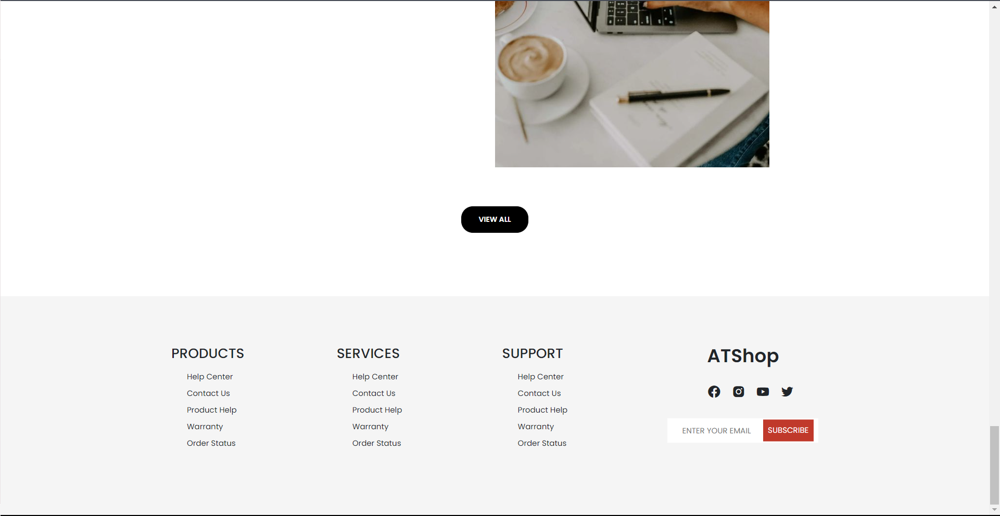 VIEW ALL
PRODUCTS
Help Center
Contact Us
Product Help
Warranty
Order Status
SERVICES
Help Center
Contact Us
Product Help
Warranty
Order Status
SUPPORT
Help Center
Contact Us
Product Help
Warranty
Order Status
ATShop
ENTER YOUR EMAIL
SUBSCRIBE